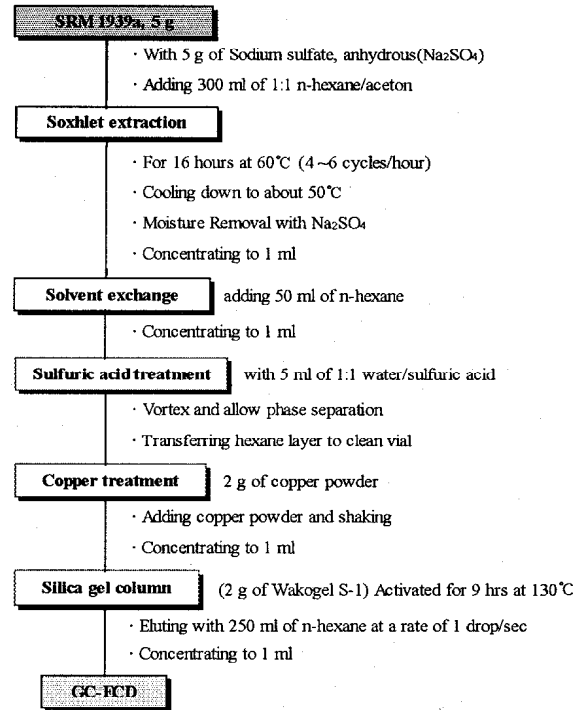 SRM 1939a, 5 g
· With 5 g of Sodium sulfate, anhydrous(Na₂SO₄)
· Adding 300 ml of 1:1 n-hexane/aceton
Soxhlet extraction
· For 16 hours at 60℃ (4~6 cycles/hour)
· Cooling down to about 50℃
· Moisture Removal with Na₂SO₄
· Concentrating to 1 ml
Solvent exchange adding 50 ml of n-hexane
· Concentrating to 1 ml
Sulfuric acid treatment with 5 ml of 1:1 water/sulfuric acid
· Vortex and allow phase separation
· Transferring hexane layer to clean vial
Copper treatment 2 g of copper powder
· Adding copper powder and shaking
· Concentrating to 1 ml
Silica gel column (2 g of Wakogel S-1) Activated for 9 hrs at 130℃
· Eluting with 250 ml of n-hexane at a rate of 1 drop/sec
· Concentrating to 1 ml
GC-ECD